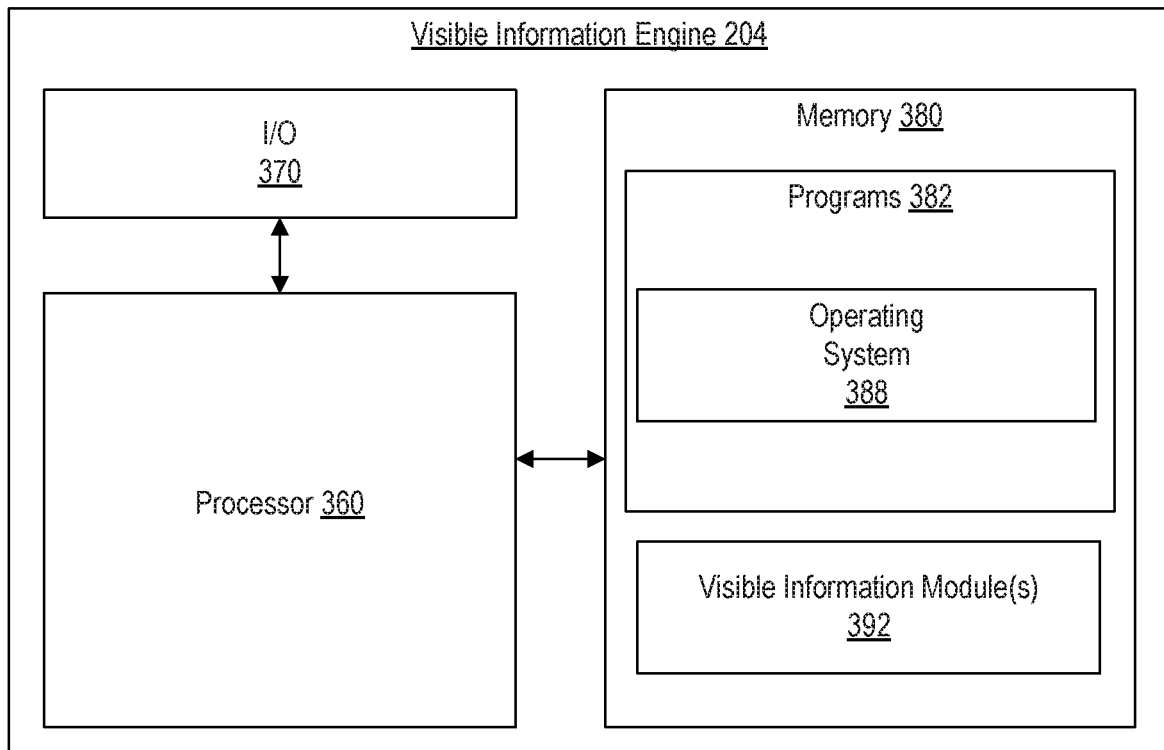 Visible Information Engine 204
I/O
370
Processor 360
Memory 380
Programs 382
Operating
System
388
Visible Information Module(s)
392